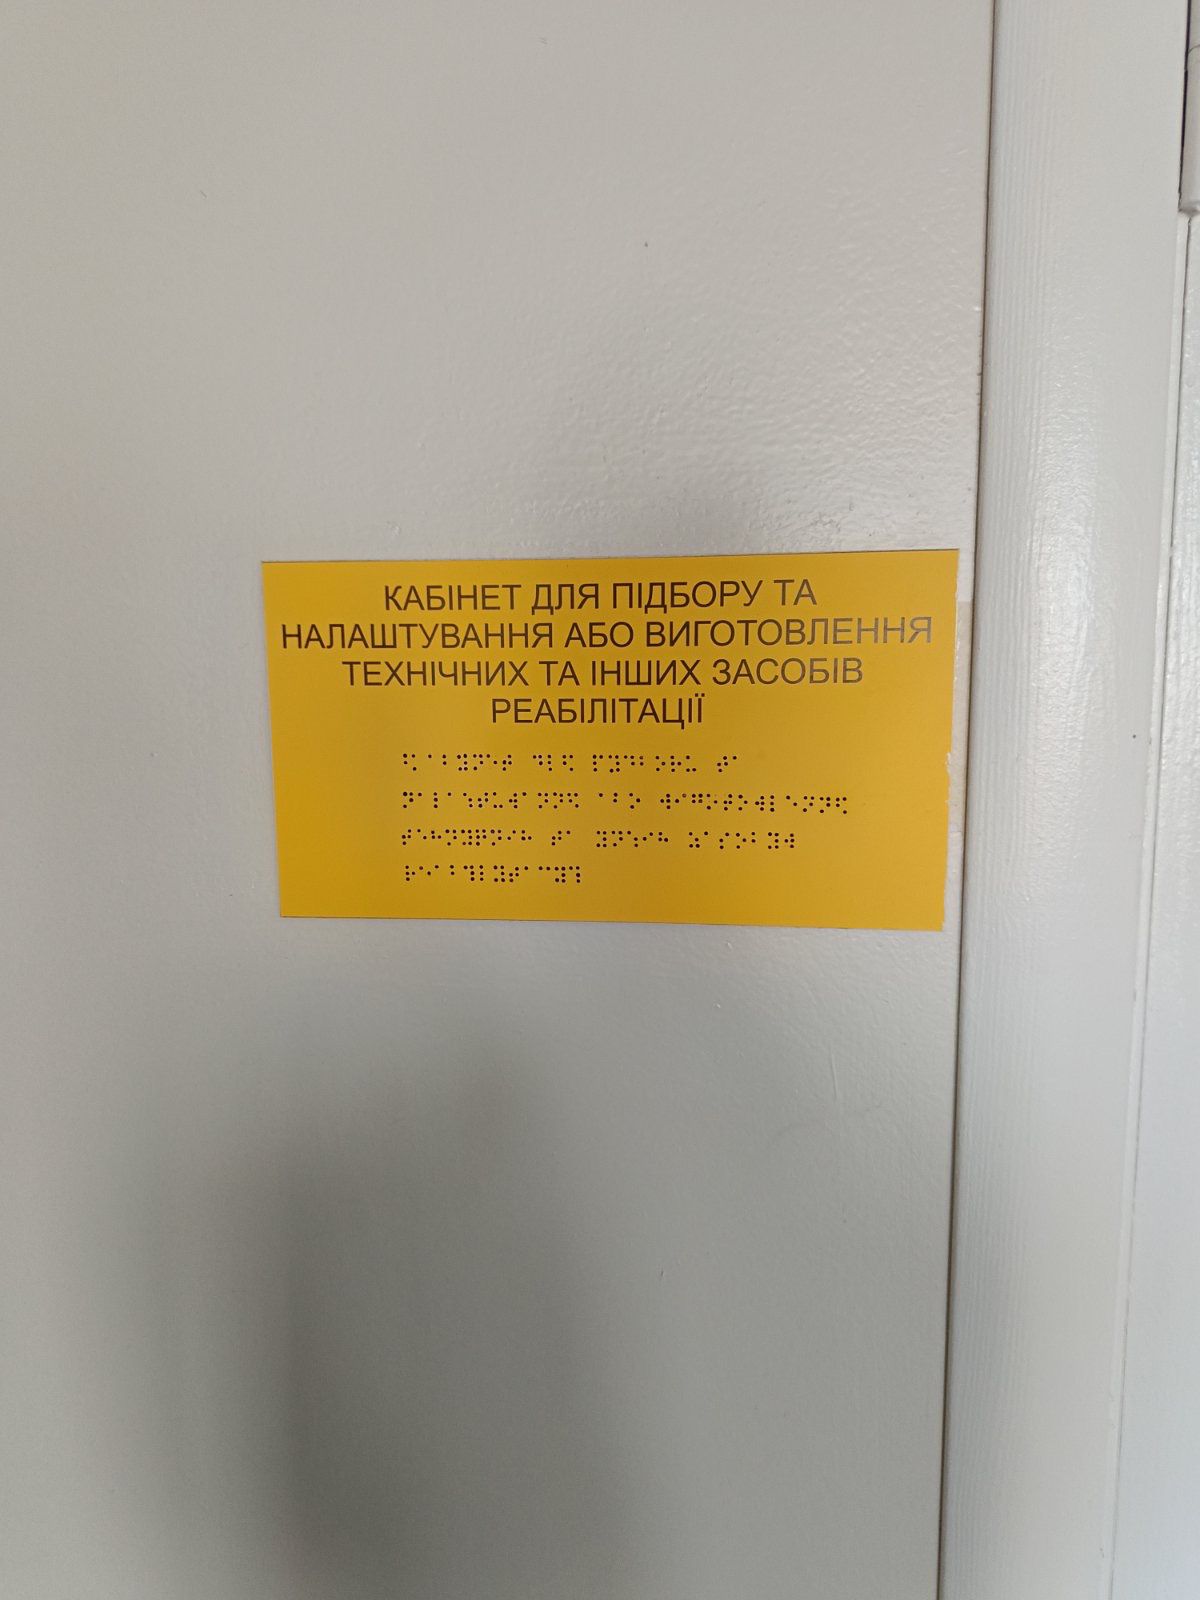 КАБІНЕТ ДЛЯ ПІДБОРУ ТА
НАЛАШТУВАННЯ АБО ВИГОТОВЛЕННЯ
ТЕХНІЧНИХ ТА ІНШИХ ЗАСОБІВ
РЕАБІЛІТАЦІЇ